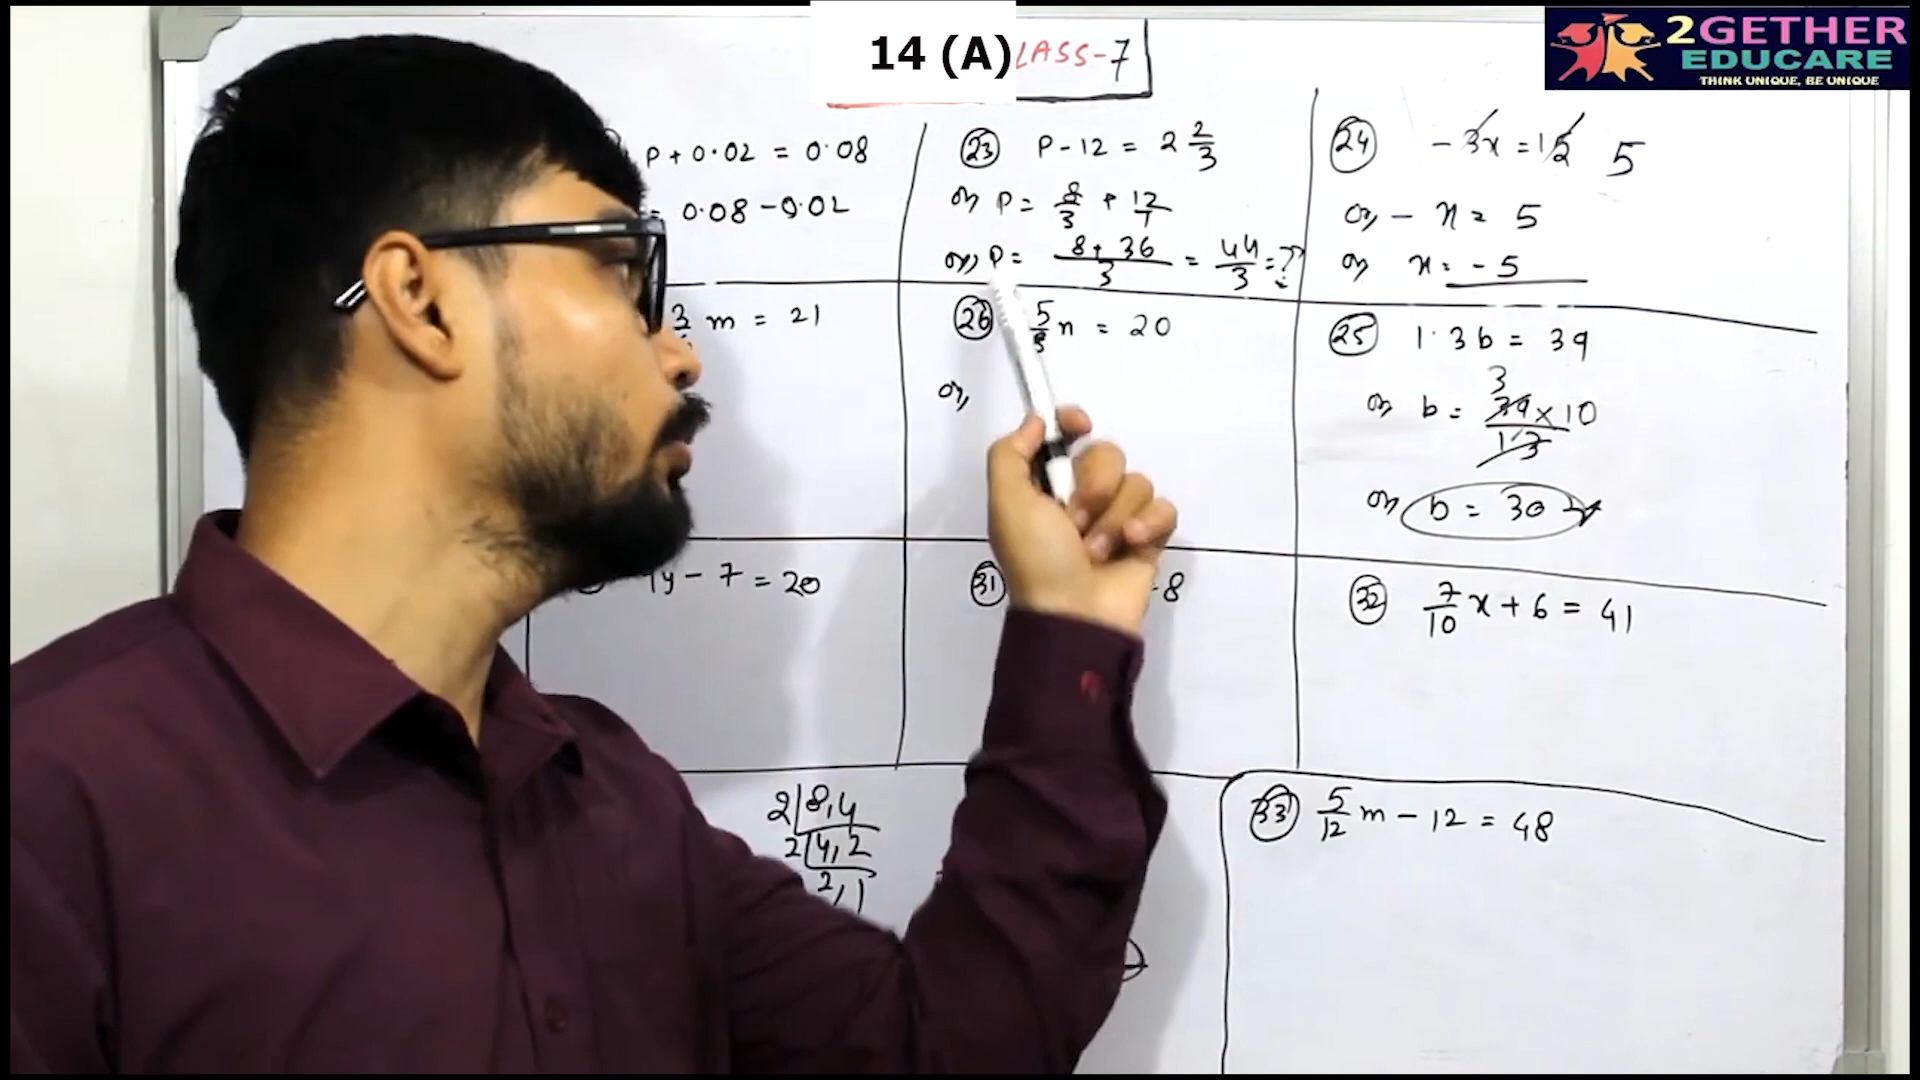 14 (A)
LASS-7
2GETHER
EDUCARE
THINK UNIQUE, BE UNIQUE
P + 0.02 = 0.08
= 0.08 - 0.02
23 P - 12 = 2 2/3
or P = 8/3 + 12/1
or, P = (8 + 36)/3 = 44/3 = ??
24 - 3x = 15 5
or, - x = 5
or x = - 5
m = 21
26 n = 20
or,
25 1.3b = 39
3
or b = (39 × 10)/13
or b = 30
y - 7 = 20
31 8
32 7/10 x + 6 = 41
2 | 8, 4
2 | 4, 2
2, 1
33 5/12 m - 12 = 48